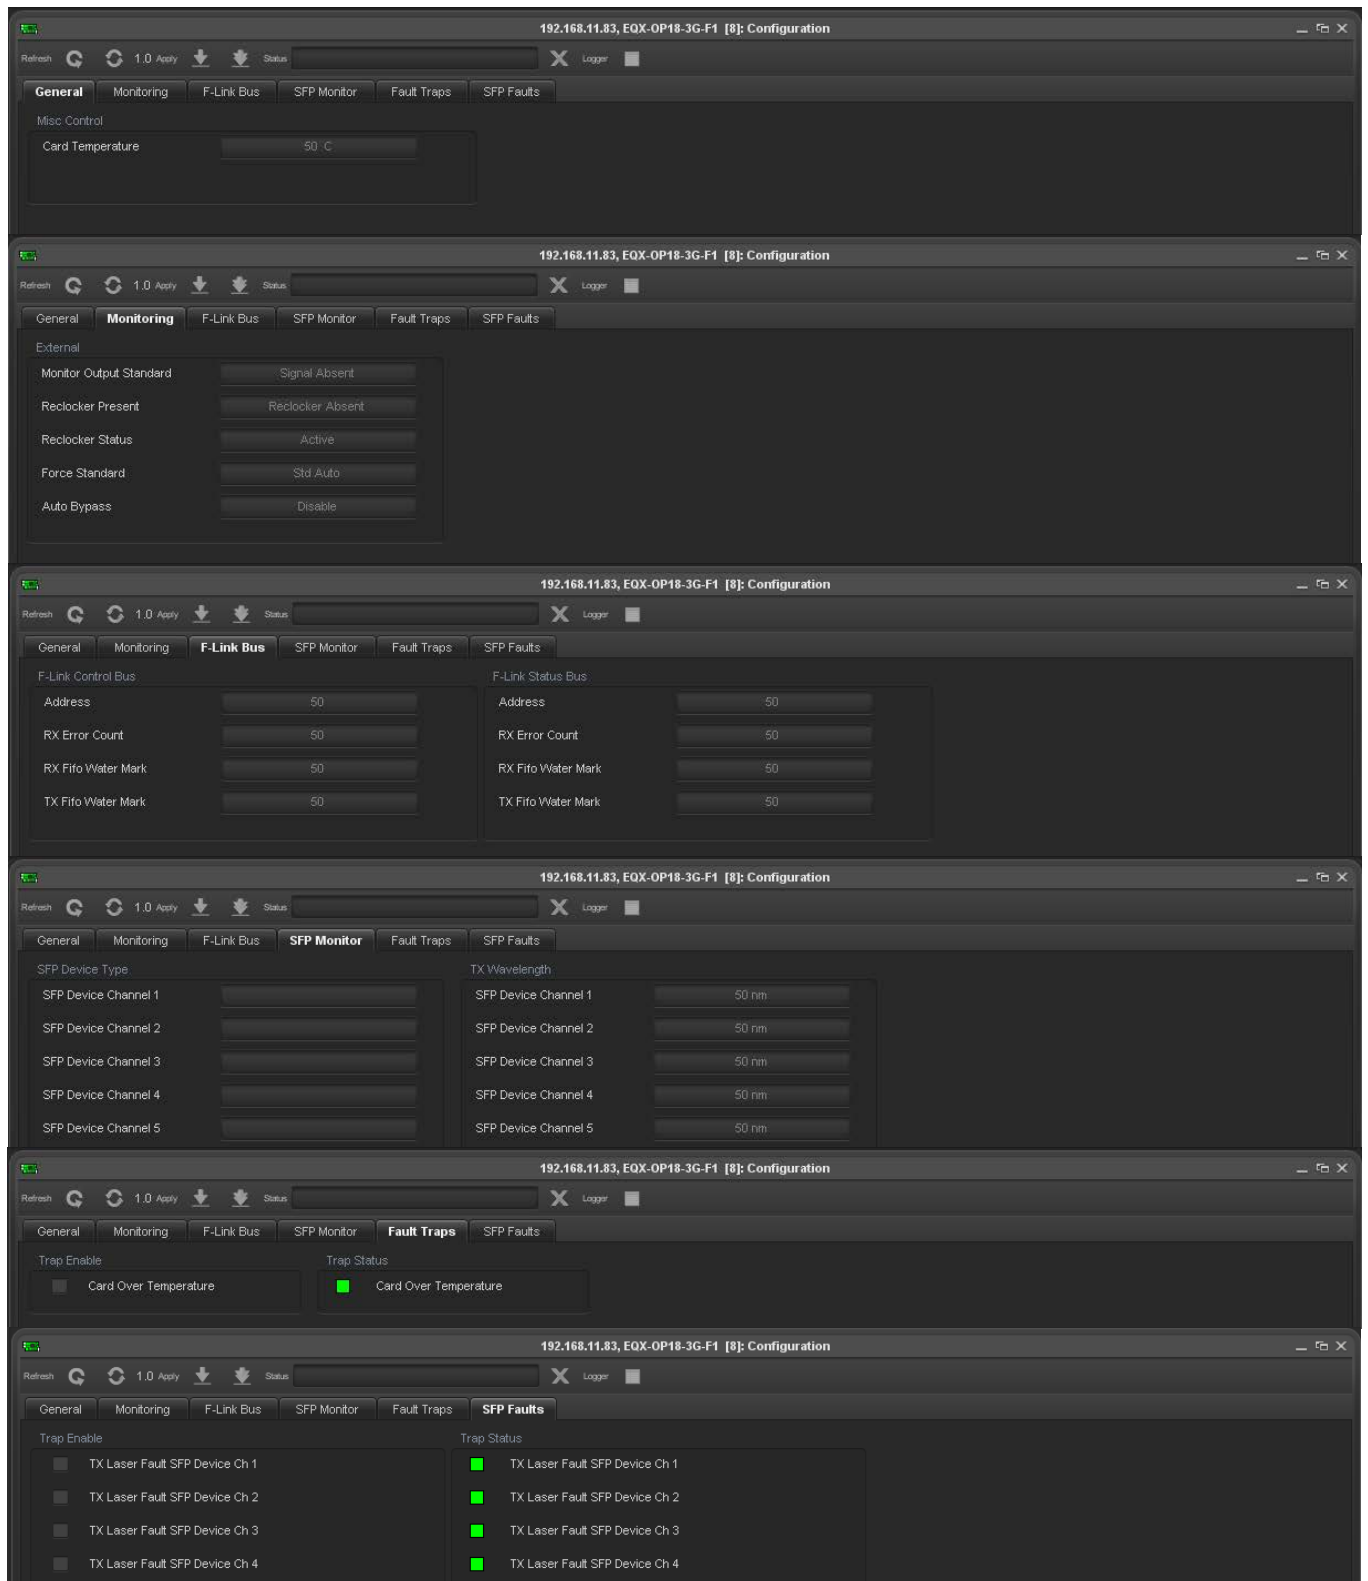 192.168.11.83, EQX-OP18-3G-F1 [8]: Configuration
Refresh 1.0 Apply Status Logger
General Monitoring F-Link Bus SFP Monitor Fault Traps SFP Faults
Misc Control
Card Temperature 50 C
192.168.11.83, EQX-OP18-3G-F1 [8]: Configuration
Refresh 1.0 Apply Status Logger
General Monitoring F-Link Bus SFP Monitor Fault Traps SFP Faults
External
Monitor Output Standard Signal Absent
Reclocker Present Reclocker Absent
Reclocker Status Active
Force Standard Std Auto
Auto Bypass Disable
192.168.11.83, EQX-OP18-3G-F1 [8]: Configuration
Refresh 1.0 Apply Status Logger
General Monitoring F-Link Bus SFP Monitor Fault Traps SFP Faults
F-Link Control Bus F-Link Status Bus
Address 50 Address 50
RX Error Count 50 RX Error Count 50
RX Fifo Water Mark 50 RX Fifo Water Mark 50
TX Fifo Water Mark 50 TX Fifo Water Mark 50
192.168.11.83, EQX-OP18-3G-F1 [8]: Configuration
Refresh 1.0 Apply Status Logger
General Monitoring F-Link Bus SFP Monitor Fault Traps SFP Faults
SFP Device Type TX Wavelength
SFP Device Channel 1 SFP Device Channel 1 50 nm
SFP Device Channel 2 SFP Device Channel 2 50 nm
SFP Device Channel 3 SFP Device Channel 3 50 nm
SFP Device Channel 4 SFP Device Channel 4 50 nm
SFP Device Channel 5 SFP Device Channel 5 50 nm
192.168.11.83, EQX-OP18-3G-F1 [8]: Configuration
Refresh 1.0 Apply Status Logger
General Monitoring F-Link Bus SFP Monitor Fault Traps SFP Faults
Trap Enable Trap Status
Card Over Temperature Card Over Temperature
192.168.11.83, EQX-OP18-3G-F1 [8]: Configuration
Refresh 1.0 Apply Status Logger
General Monitoring F-Link Bus SFP Monitor Fault Traps SFP Faults
Trap Enable Trap Status
TX Laser Fault SFP Device Ch 1 TX Laser Fault SFP Device Ch 1
TX Laser Fault SFP Device Ch 2 TX Laser Fault SFP Device Ch 2
TX Laser Fault SFP Device Ch 3 TX Laser Fault SFP Device Ch 3
TX Laser Fault SFP Device Ch 4 TX Laser Fault SFP Device Ch 4